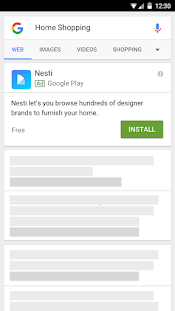 12:30
Home Shopping
WEB IMAGES VIDEOS SHOPPING
Nesti
Ad Google Play
Nesti let's you browse hundreds of designer
brands to furnish your home.
Free INSTALL